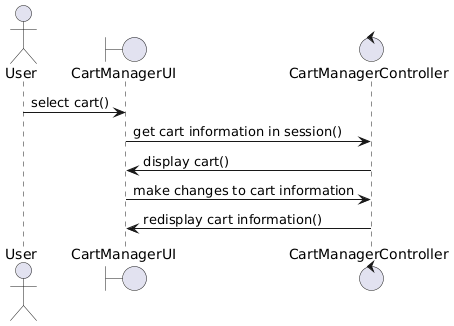 User
CartManagerUI
CartManagerController
select cart()
get cart information in session()
display cart()
make changes to cart information
redisplay cart information()
User
CartManagerUI
CartManagerController